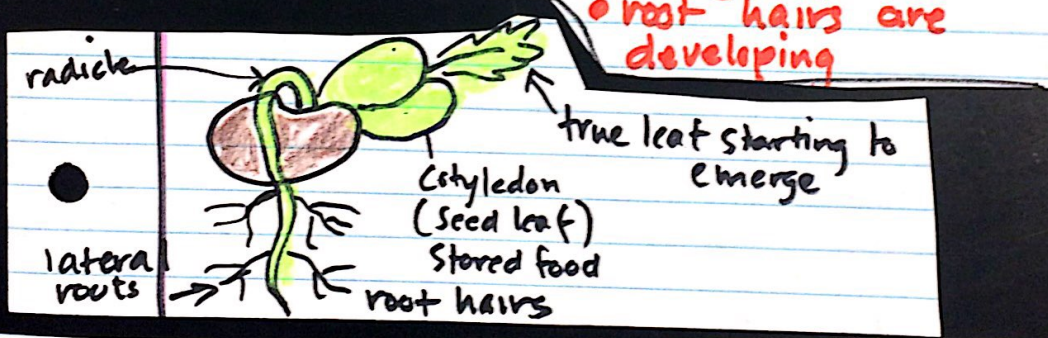 • root hairs are
developing
radicle
true leaf starting to
emerge
Cotyledon
(seed leaf)
Stored food
lateral
roots
root hairs